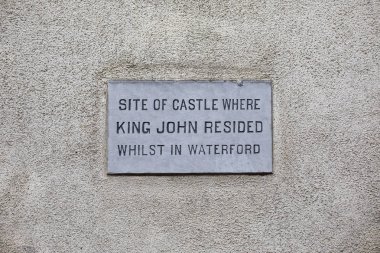 SITE OF CASTLE WHERE
KING JOHN RESIDED
WHILST IN WATERFORD